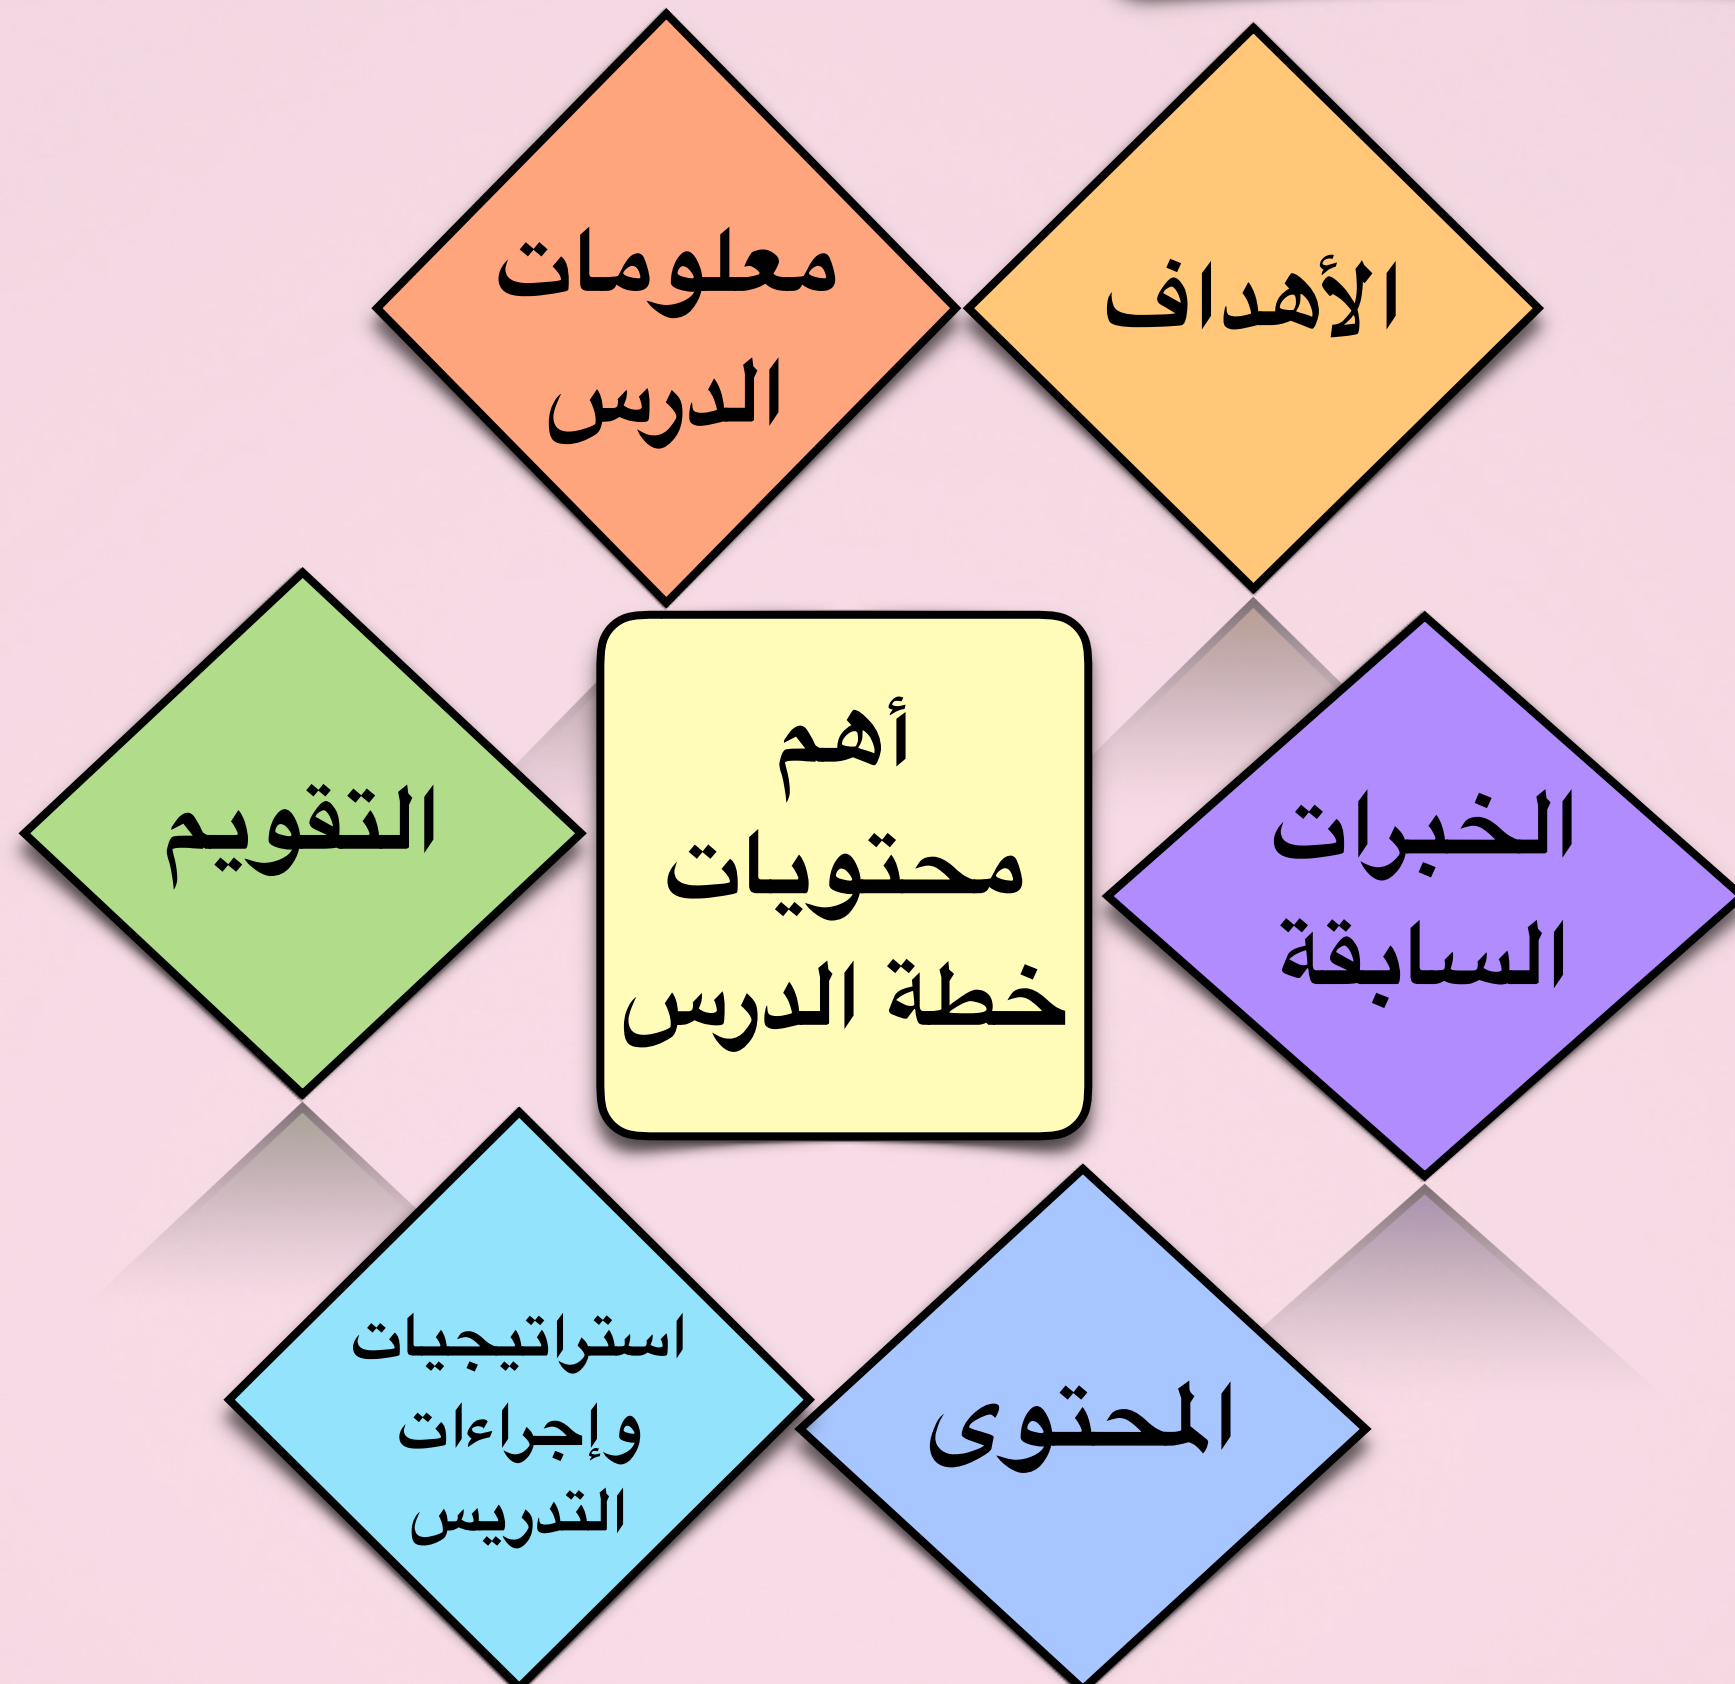 معلومات
الدرس
الأهداف
الخبرات
السابقة
المحتوى
استراتيجيات
وإجراءات
التدريس
التقويم
أهم
محتويات
خطة الدرس